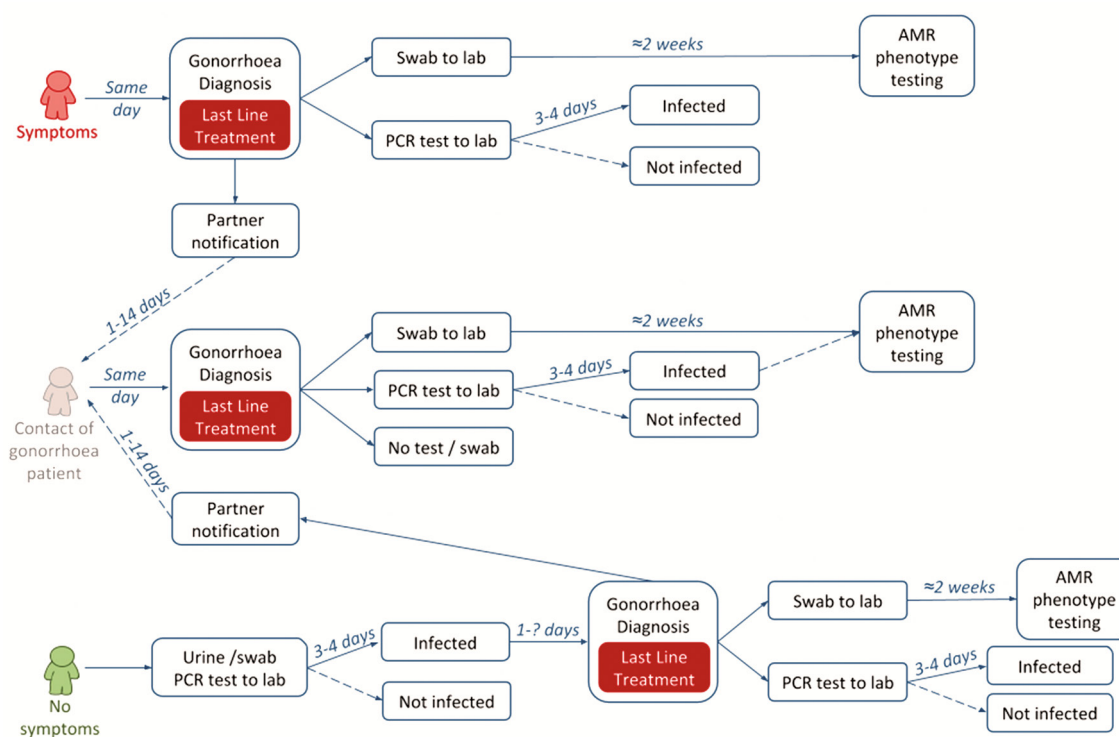 Symptoms
Same
day
Gonorrhoea
Diagnosis
Last Line
Treatment
Swab to lab
≈2 weeks
AMR
phenotype
testing
PCR test to lab
3-4 days
Infected
Not infected
Partner
notification
1-14 days
Contact of
gonorrhoea
patient
Same
day
Gonorrhoea
Diagnosis
Last Line
Treatment
Swab to lab
≈2 weeks
AMR
phenotype
testing
PCR test to lab
3-4 days
Infected
Not infected
No test / swab
1-14 days
Partner
notification
No
symptoms
Urine /swab
PCR test to lab
3-4 days
Infected
Not infected
1-? days
Gonorrhoea
Diagnosis
Last Line
Treatment
Swab to lab
≈2 weeks
AMR
phenotype
testing
PCR test to lab
3-4 days
Infected
Not infected